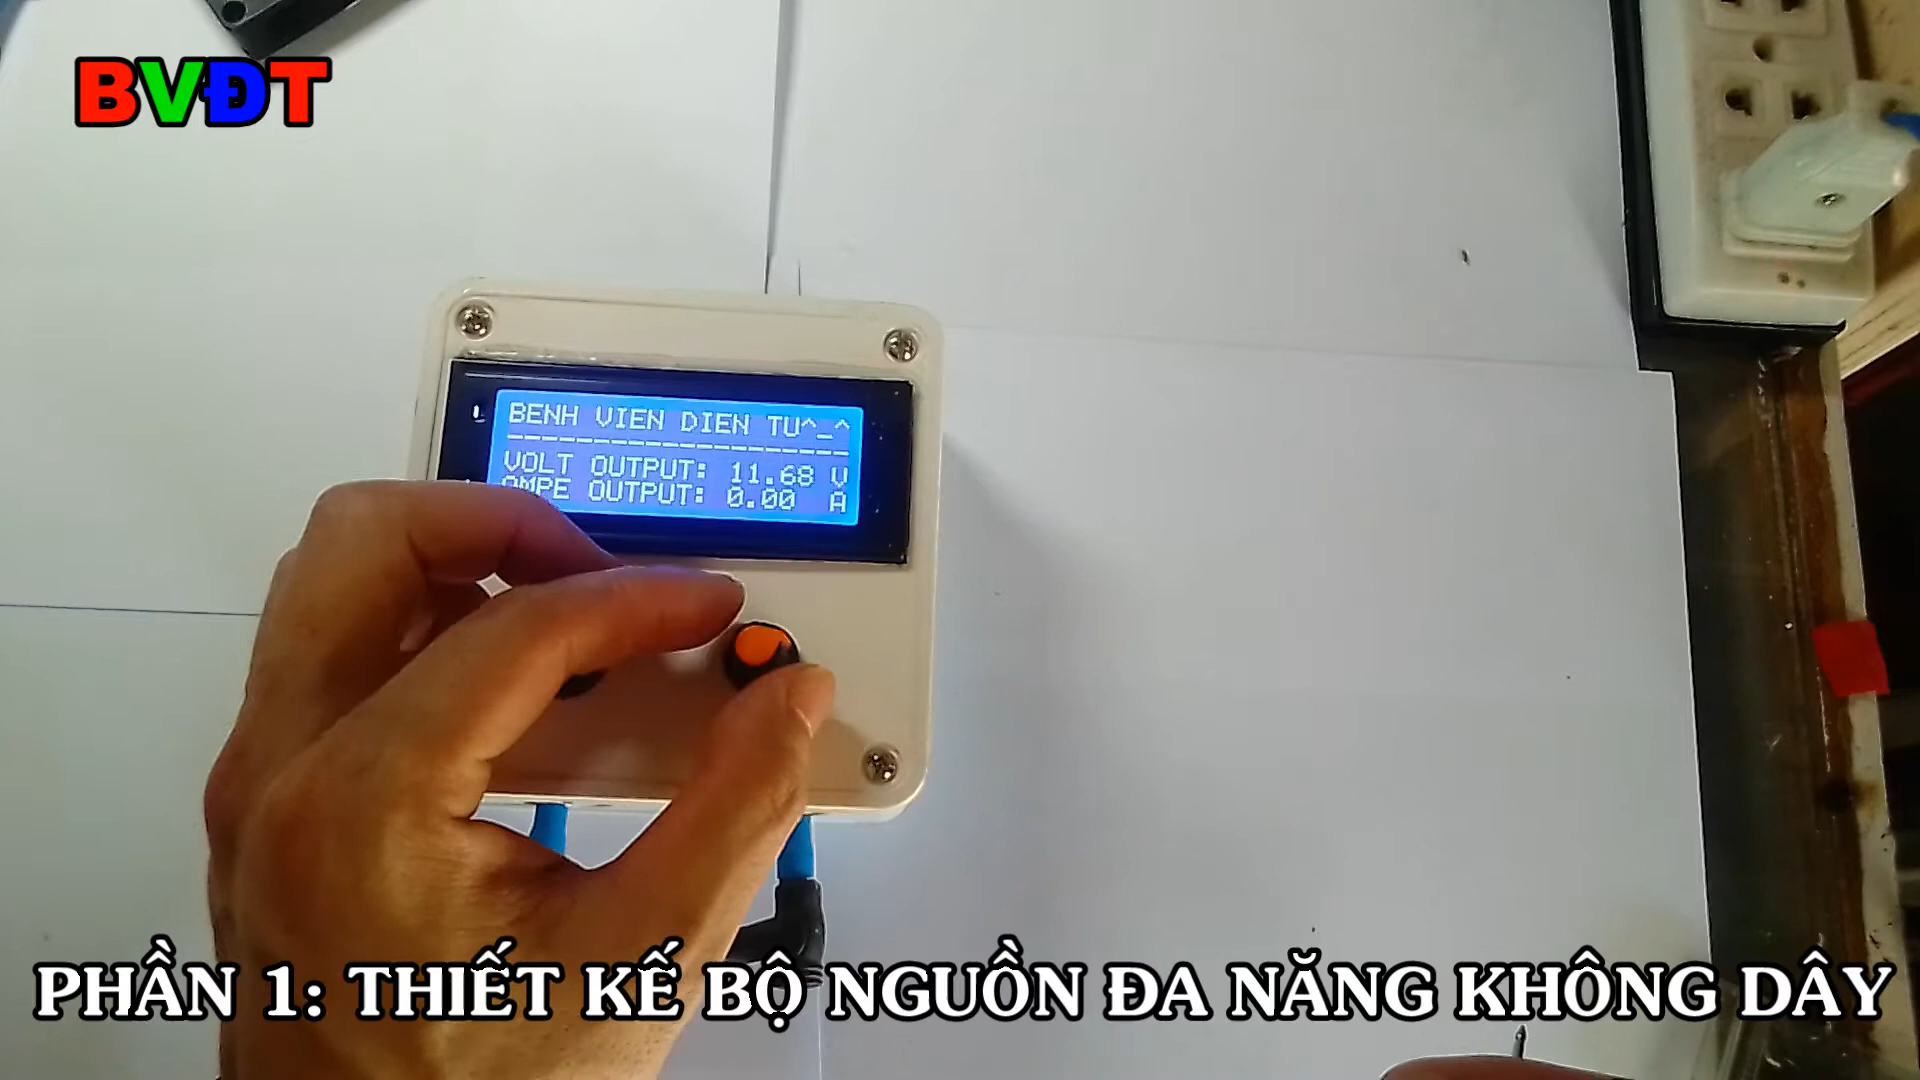 BVĐT
BENH VIEN DIEN TU^_^
--------------------
VOLT OUTPUT: 11.68 V
AMPE OUTPUT: 0.00 A
PHẦN 1: THIẾT KẾ BỘ NGUỒN ĐA NĂNG KHÔNG DÂY